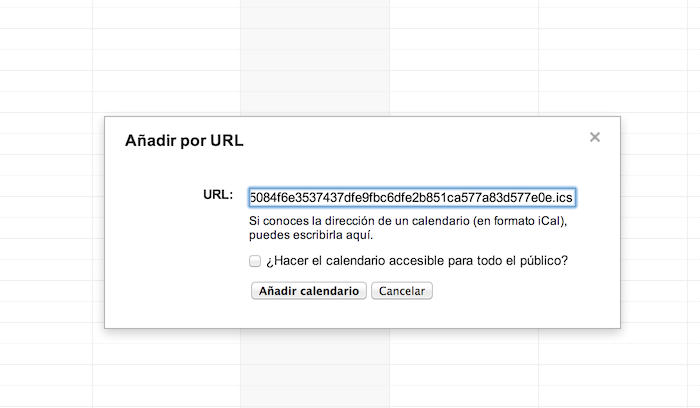 Añadir por URL
URL: 5084f6e3537437dfe9fbc6dfe2b851ca577a83d577e0e.ics
Si conoces la dirección de un calendario (en formato iCal),
puedes escribirla aquí.
¿Hacer el calendario accesible para todo el público?
Añadir calendario Cancelar